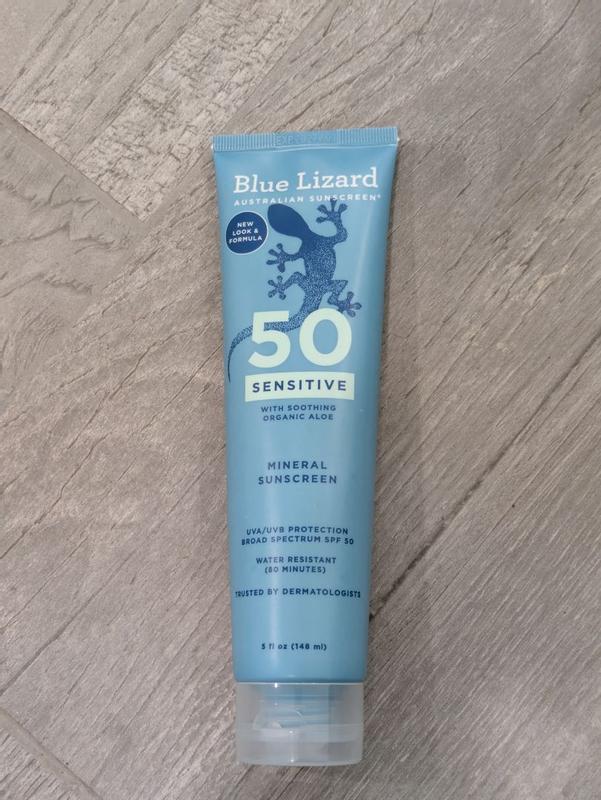 Blue Lizard
AUSTRALIAN SUNSCREEN®
NEW
LOOK &
FORMULA
50
SENSITIVE
WITH SOOTHING
ORGANIC ALOE
MINERAL
SUNSCREEN
UVA/UVB PROTECTION
BROAD SPECTRUM SPF 50
WATER RESISTANT
(80 MINUTES)
TRUSTED BY DERMATOLOGISTS
5 fl oz (148 ml)